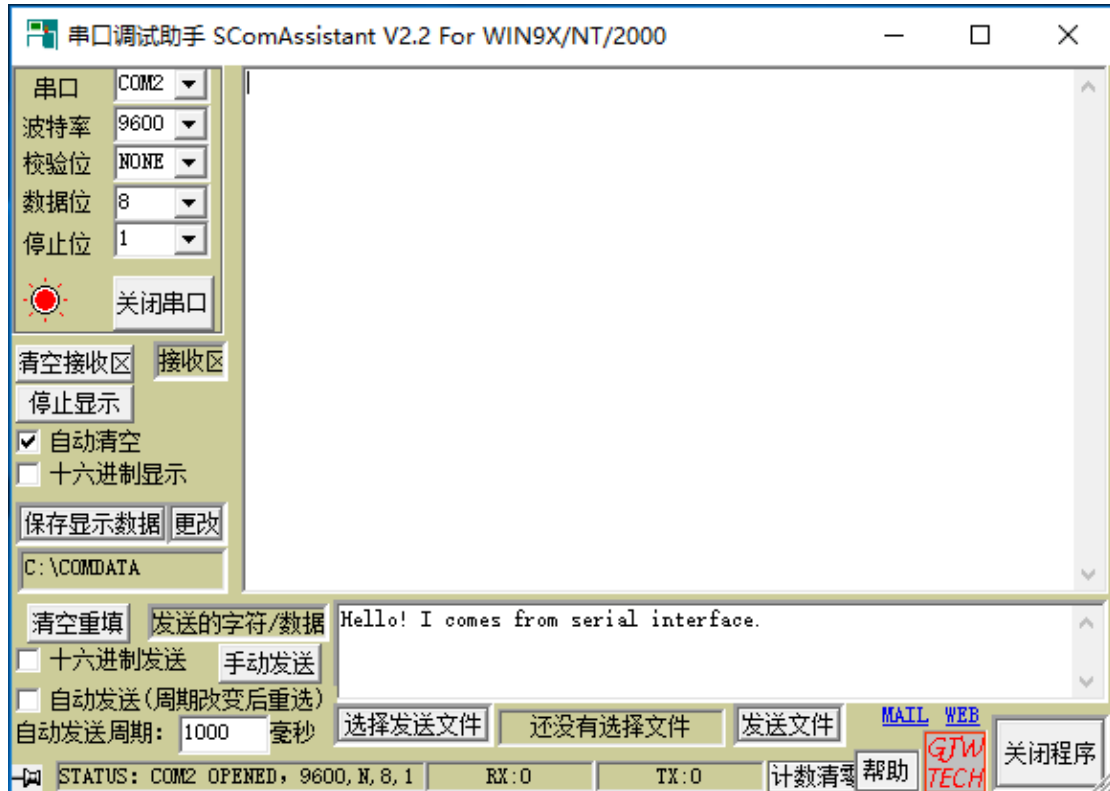 串口调试助手 SComAssistant V2.2 For WIN9X/NT/2000
串口 COM2
波特率 9600
校验位 NONE
数据位 8
停止位 1
关闭串口
清空接收区 接收区
停止显示
自动清空
十六进制显示
保存显示数据 更改
C:\COMDATA
清空重填 发送的字符/数据 Hello! I comes from serial interface.
十六进制发送 手动发送
自动发送(周期改变后重选)
自动发送周期: 1000 毫秒 选择发送文件 还没有选择文件 发送文件 MAIL WEB
GJW TECH 关闭程序
STATUS: COM2 OPENED, 9600,N,8,1 RX:0 TX:0 计数清零 帮助